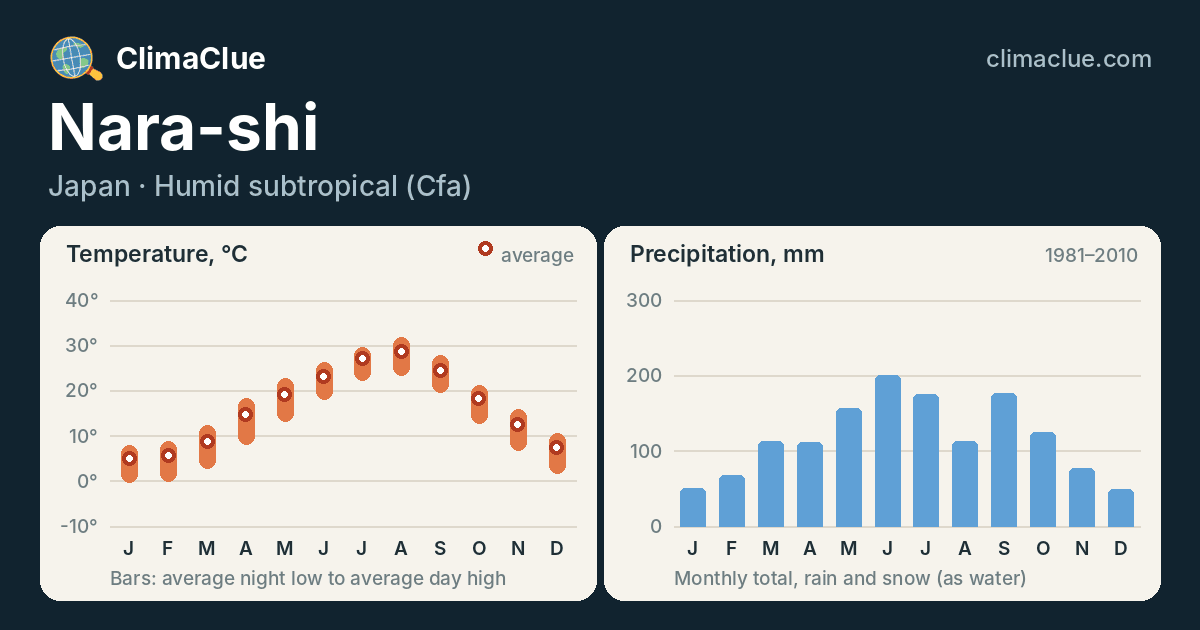 ClimaClue
climaclue.com
Nara-shi
Japan · Humid subtropical (Cfa)
Temperature, °C
average
40°
30°
20°
10°
0°
-10°
J F M A M J J A S O N D
Bars: average night low to average day high
Precipitation, mm
1981–2010
300
200
100
0
J F M A M J J A S O N D
Monthly total, rain and snow (as water)